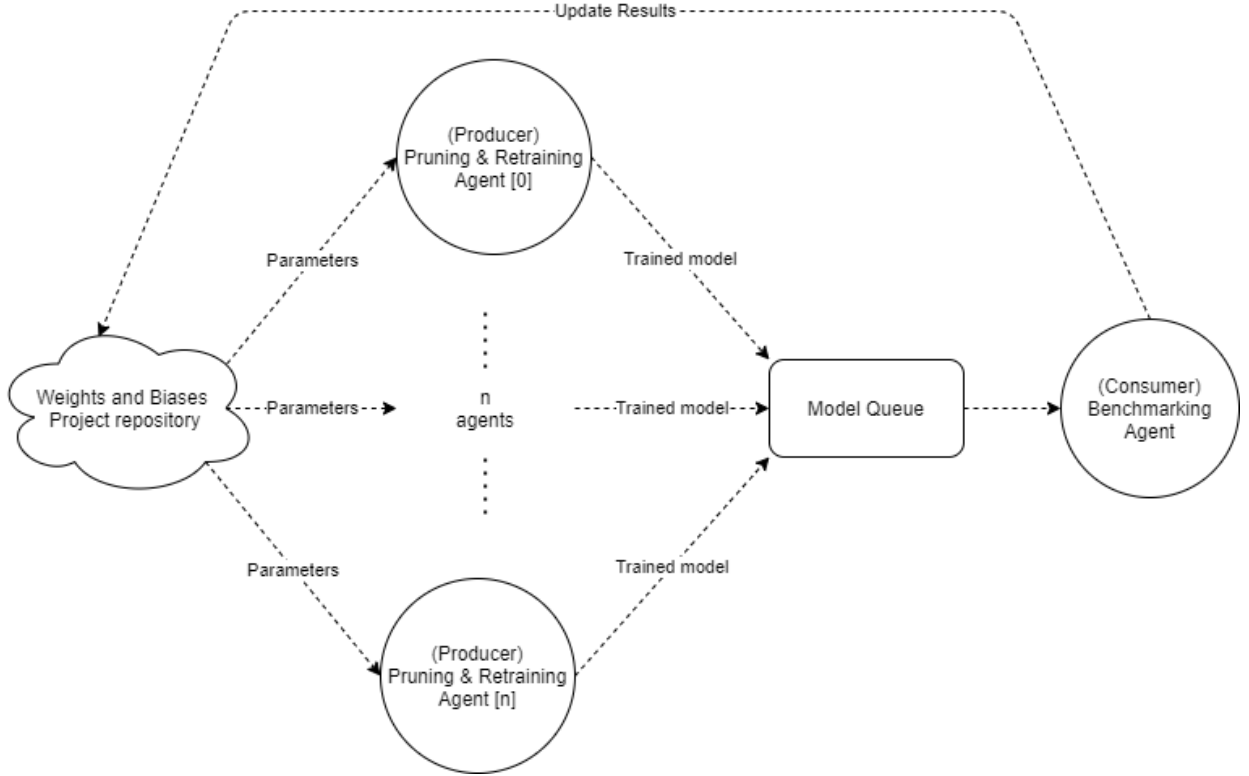 Update Results
(Producer)
Pruning & Retraining
Agent [0]
Parameters
Trained model
Weights and Biases
Project repository
Parameters
n
agents
Trained model
Model Queue
(Consumer)
Benchmarking
Agent
Parameters
Trained model
(Producer)
Pruning & Retraining
Agent [n]